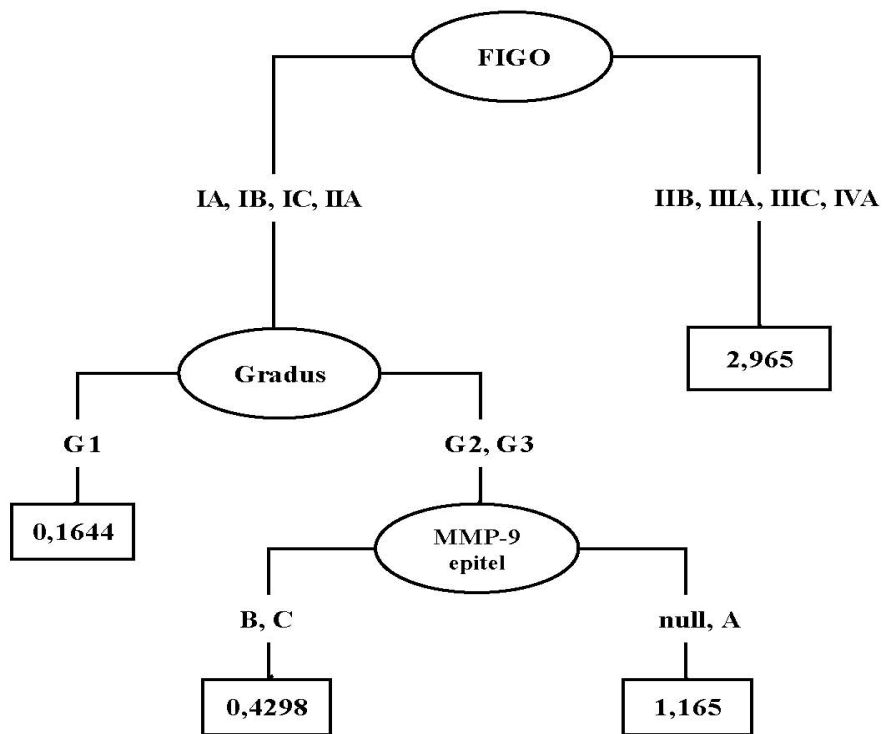 FIGO
IA, IB, IC, IIA
IIB, IIIA, IIIC, IVA
2,965
Gradus
G1
G2, G3
0,1644
MMP-9
epitel
B, C
null, A
0,4298
1,165